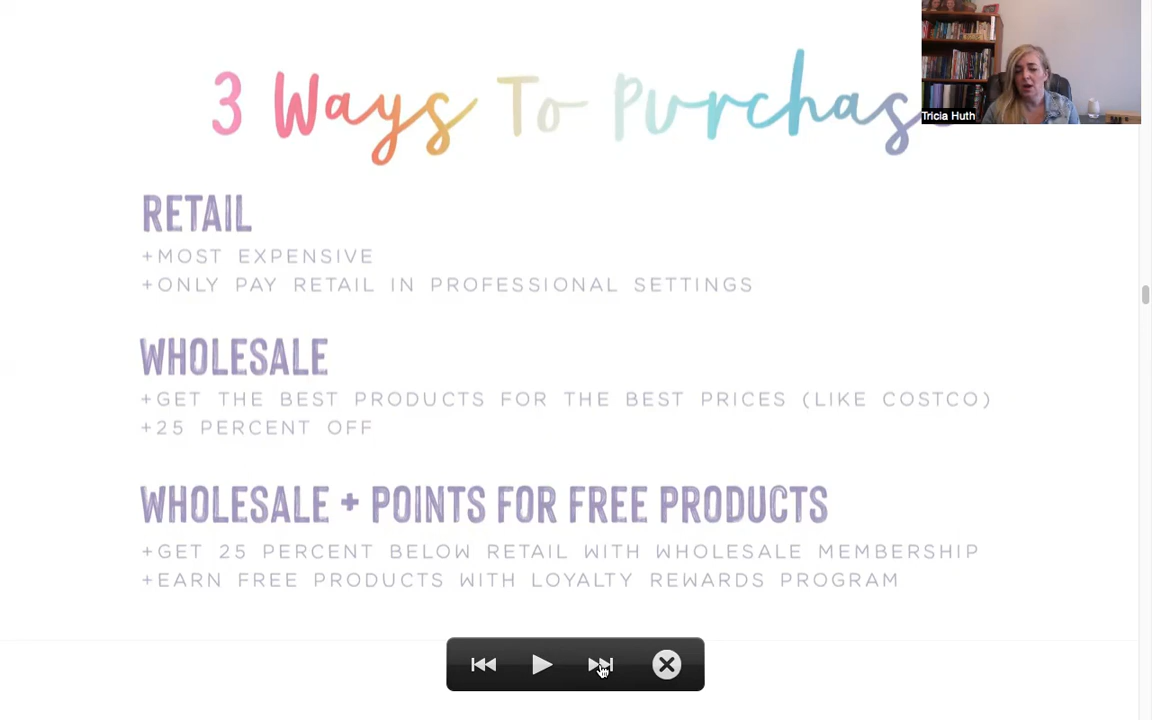 3 Ways To Purchas
Tricia Huth
RETAIL
+MOST EXPENSIVE
+ONLY PAY RETAIL IN PROFESSIONAL SETTINGS
WHOLESALE
+GET THE BEST PRODUCTS FOR THE BEST PRICES (LIKE COSTCO)
+25 PERCENT OFF
WHOLESALE + POINTS FOR FREE PRODUCTS
+GET 25 PERCENT BELOW RETAIL WITH WHOLESALE MEMBERSHIP
+EARN FREE PRODUCTS WITH LOYALTY REWARDS PROGRAM